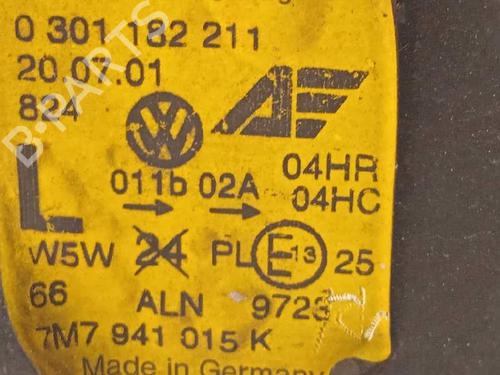 0 301 182 211
20.07.01
824
VW AF
L
011b 02A 04HR
04HC
W5W 24 PL E13 25
66 ALN 9723
7M7 941 015 K
Made in Germany
B-PARTS